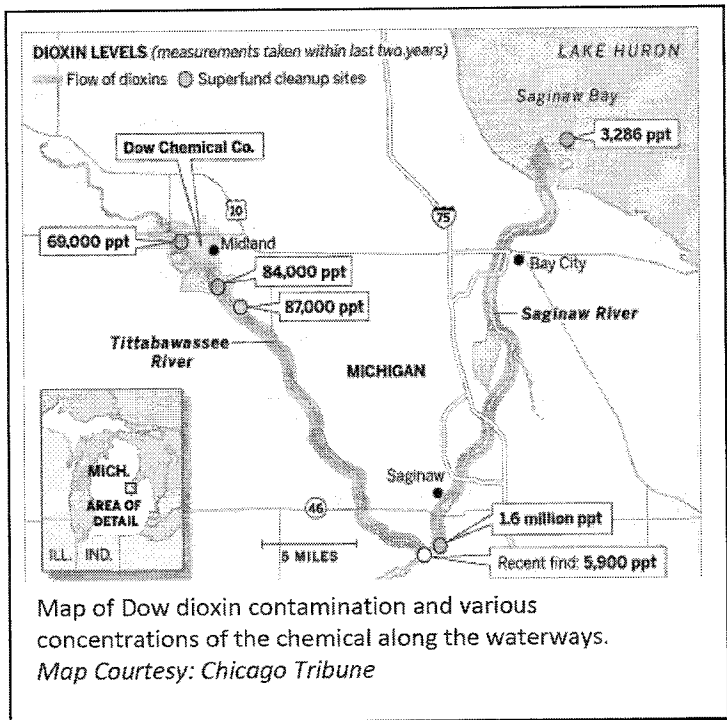 DIOXIN LEVELS (measurements taken within last two years)
Flow of dioxins Superfund cleanup sites
LAKE HURON
Saginaw Bay
3,286 ppt
Dow Chemical Co.
10
75
69,000 ppt
Midland
84,000 ppt
Bay City
87,000 ppt
Saginaw River
Tittabawassee
River
MICHIGAN
MICH.
AREA OF
DETAIL
ILL. IND.
Saginaw
46
1.6 million ppt
5 MILES
Recent find: 5,900 ppt
Map of Dow dioxin contamination and various
concentrations of the chemical along the waterways.
Map Courtesy: Chicago Tribune